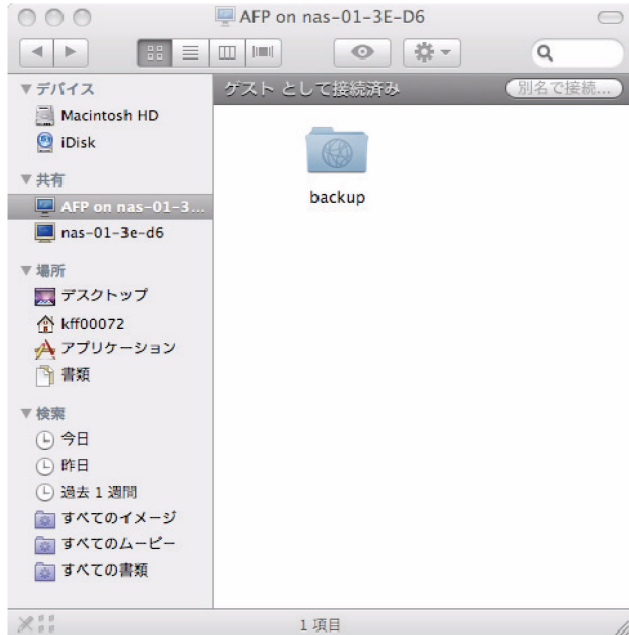 AFP on nas-01-3E-D6
デバイス
Macintosh HD
iDisk
共有
AFP on nas-01-3...
nas-01-3e-d6
場所
デスクトップ
kff00072
アプリケーション
書類
検索
今日
昨日
過去 1 週間
すべてのイメージ
すべてのムービー
すべての書類
ゲスト として接続済み
別名で接続...
backup
1 項目